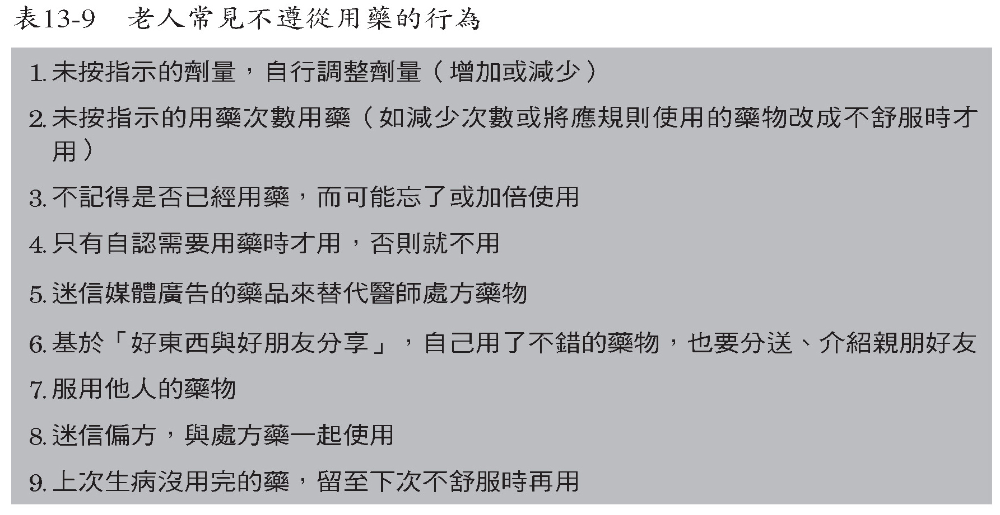 表13-9　老人常見不遵從用藥的行為
1. 未按指示的劑量，自行調整劑量（增加或減少）
2. 未按指示的用藥次數用藥（如減少次數或將應規則使用的藥物改成不舒服時才
用）
3. 不記得是否已經用藥，而可能忘了或加倍使用
4. 只有自認需要用藥時才用，否則就不用
5. 迷信媒體廣告的藥品來替代醫師處方藥物
6. 基於「好東西與好朋友分享」，自己用了不錯的藥物，也要分送、介紹親朋好友
7. 服用他人的藥物
8. 迷信偏方，與處方藥一起使用
9. 上次生病沒用完的藥，留至下次不舒服時再用